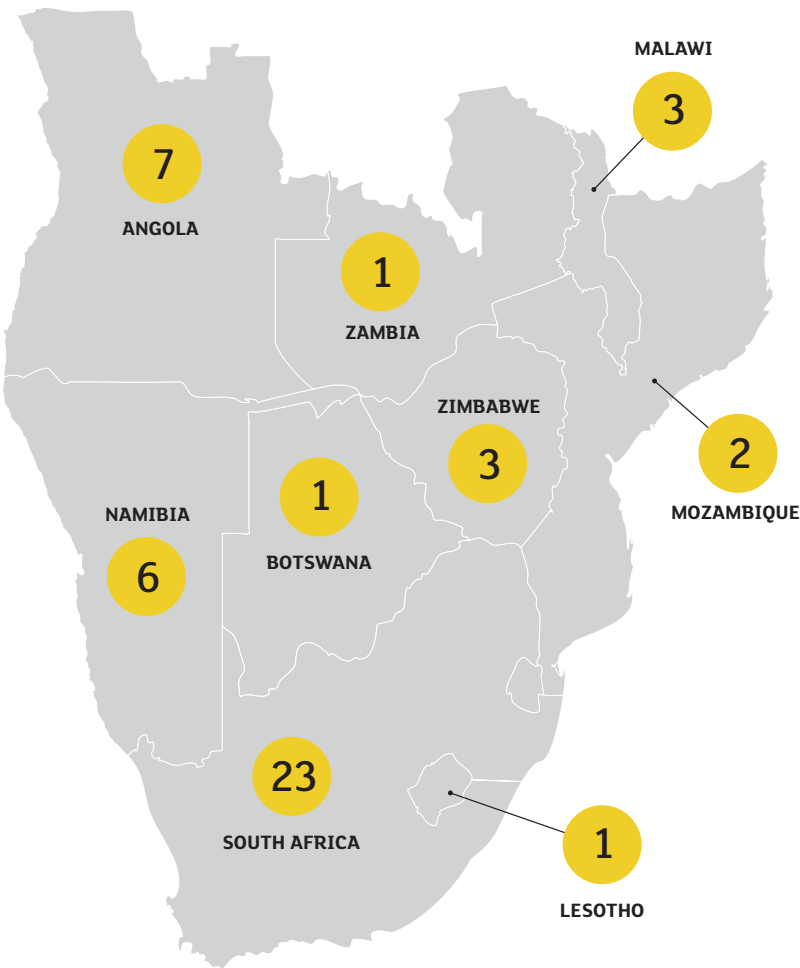 MALAWI
3
7
ANGOLA
1
ZAMBIA
ZIMBABWE
3
2
MOZAMBIQUE
1
BOTSWANA
NAMIBIA
6
23
SOUTH AFRICA
1
LESOTHO